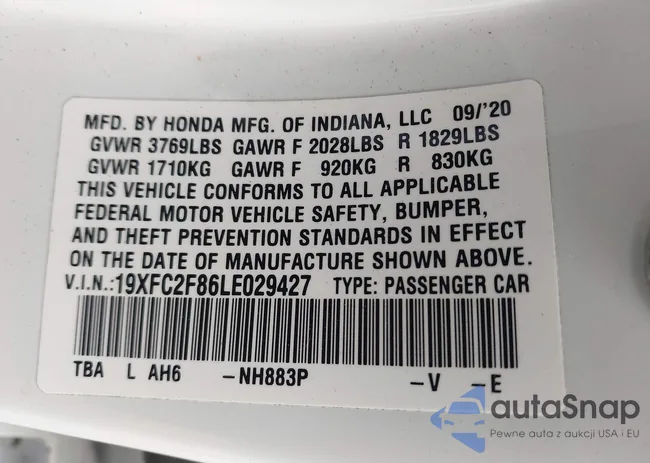 MFD. BY HONDA MFG. OF INDIANA, LLC 09/'20
GVWR 3769LBS GAWR F 2028LBS R 1829LBS
GVWR 1710KG GAWR F 920KG R 830KG
THIS VEHICLE CONFORMS TO ALL APPLICABLE
FEDERAL MOTOR VEHICLE SAFETY, BUMPER,
AND THEFT PREVENTION STANDARDS IN EFFECT
ON THE DATE OF MANUFACTURE SHOWN ABOVE.
V.I.N.:19XFC2F86LE029427 TYPE: PASSENGER CAR
TBA L AH6 -NH883P -V -E
autaSnap
Pewne auta z aukcji USA i EU